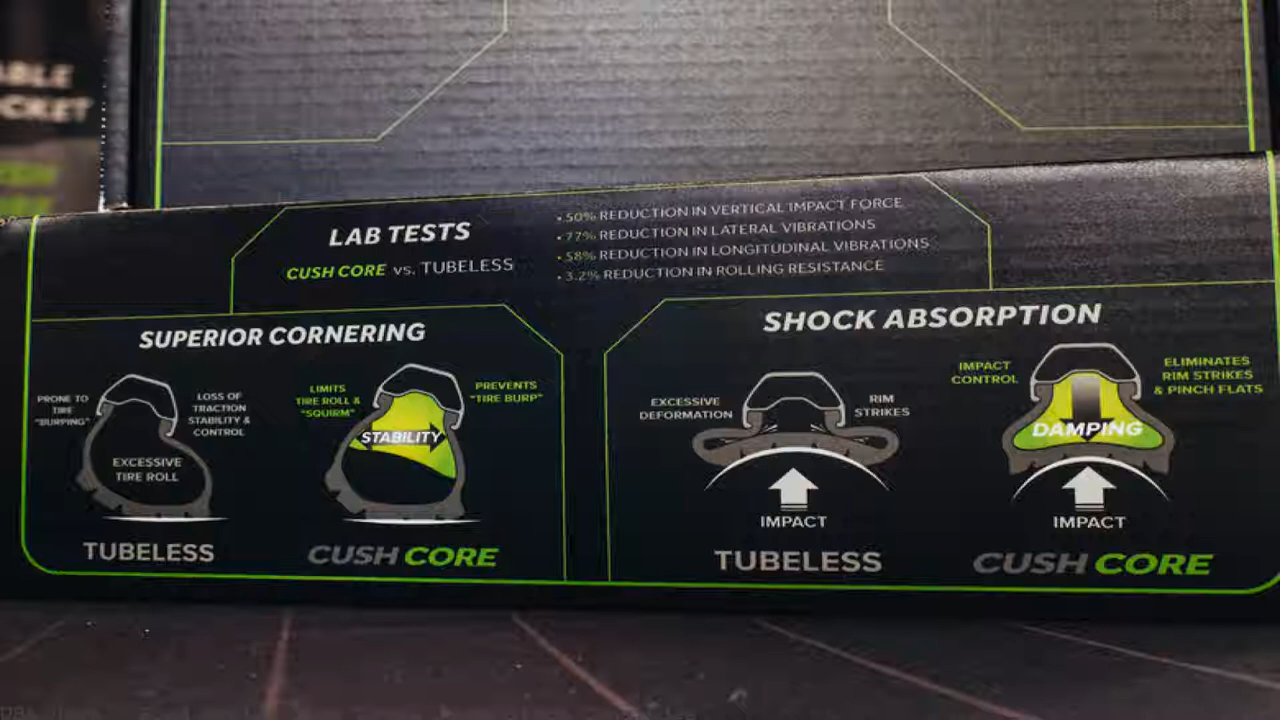 ABLE
CKET
LAB TESTS
CUSH CORE vs. TUBELESS
• 50% REDUCTION IN VERTICAL IMPACT FORCE
• 77% REDUCTION IN LATERAL VIBRATIONS
• 58% REDUCTION IN LONGITUDINAL VIBRATIONS
• 3.2% REDUCTION IN ROLLING RESISTANCE
SUPERIOR CORNERING
PRONE TO
TIRE
"BURPING"
LOSS OF
TRACTION
STABILITY &
CONTROL
EXCESSIVE
TIRE ROLL
TUBELESS
LIMITS
TIRE ROLL &
"SQUIRM"
PREVENTS
"TIRE BURP"
STABILITY
CUSH CORE
SHOCK ABSORPTION
EXCESSIVE
DEFORMATION
RIM
STRIKES
IMPACT
TUBELESS
IMPACT
CONTROL
ELIMINATES
RIM STRIKES
& PINCH FLATS
DAMPING
IMPACT
CUSH CORE